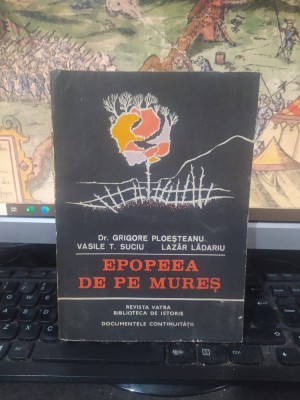 Dr. GRIGORE PLOEȘTEANU
VASILE T. SUCIU LAZĂR LĂDARIU
EPOPEEA
DE PE MUREȘ
REVISTA VATRA
BIBLIOTECA DE ISTORIE
DOCUMENTELE CONTINUITĂȚII